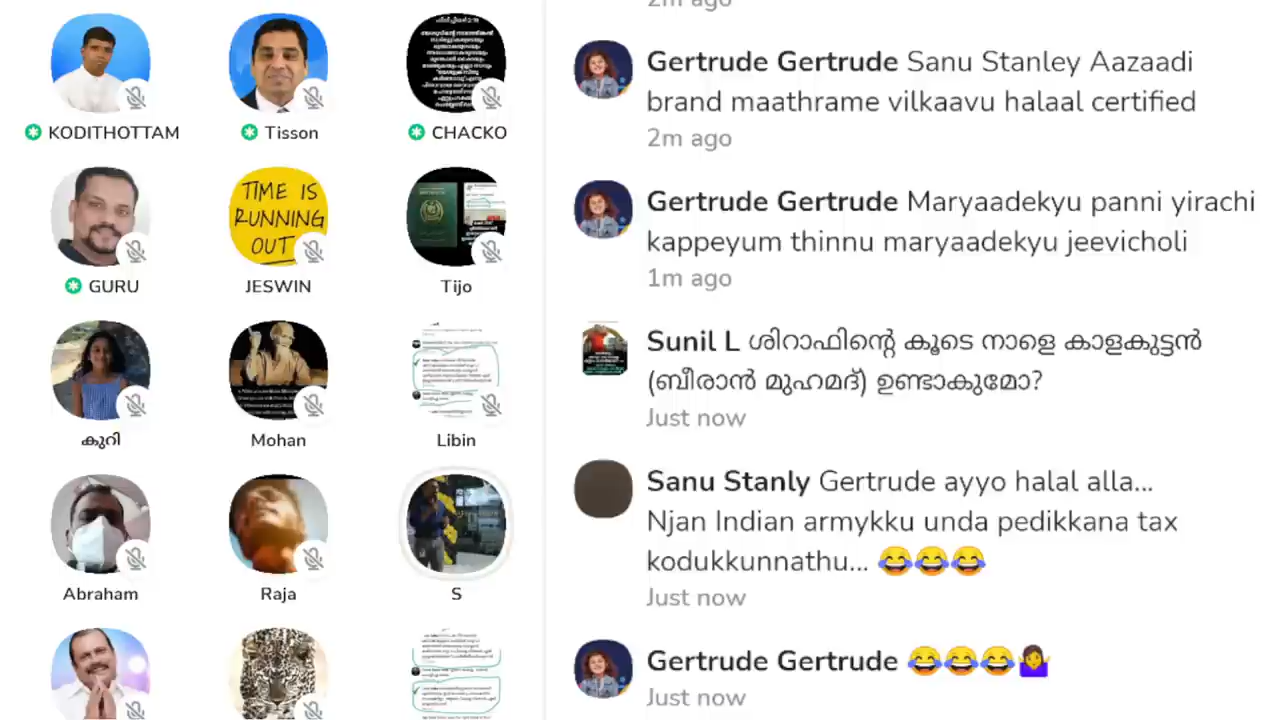 2m ago
KODITHOTTAM
Tisson
CHACKO
TIME IS
RUNNING
OUT
GURU
JESWIN
Tijo
കുറി
Mohan
Libin
Abraham
Raja
S
Gertrude Gertrude Sanu Stanley Aazaadi
brand maathrame vilkaavu halaal certified
2m ago
Gertrude Gertrude Maryaadekyu panni yirachi
kappeyum thinnu maryaadekyu jeevicholi
1m ago
Sunil L ശിറാഫിന്റെ കൂടെ നാളെ കാളകുട്ടൻ
(ബീരാൻ മുഹമദ്) ഉണ്ടാകുമോ?
Just now
Sanu Stanly Gertrude ayyo halal alla...
Njan Indian armykku unda pedikkana tax
kodukkunnathu... 😂😂😂
Just now
Gertrude Gertrude 😂😂😂🤷‍♀️
Just now